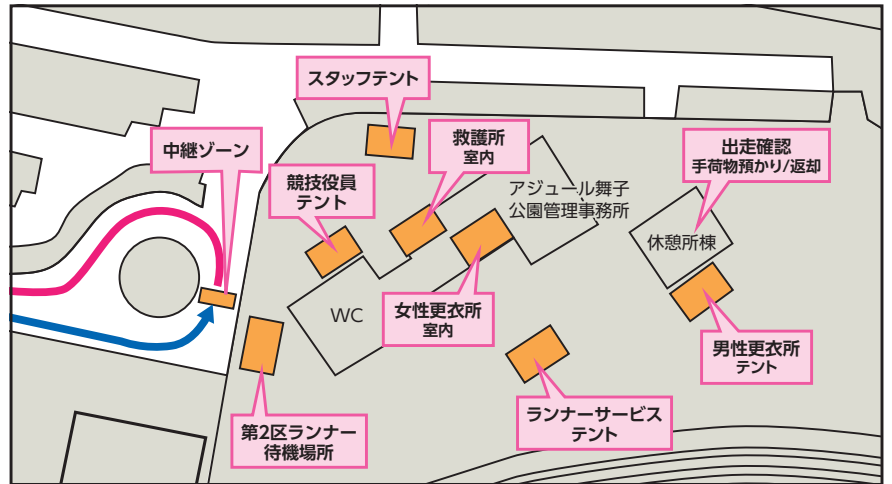 スタッフテント
中継ゾーン
救護所
室内
出走確認
手荷物預かり/返却
競技役員
テント
アジュール舞子
公園管理事務所
休憩所棟
WC
女性更衣所
室内
男性更衣所
テント
第2区ランナー
待機場所
ランナーサービス
テント